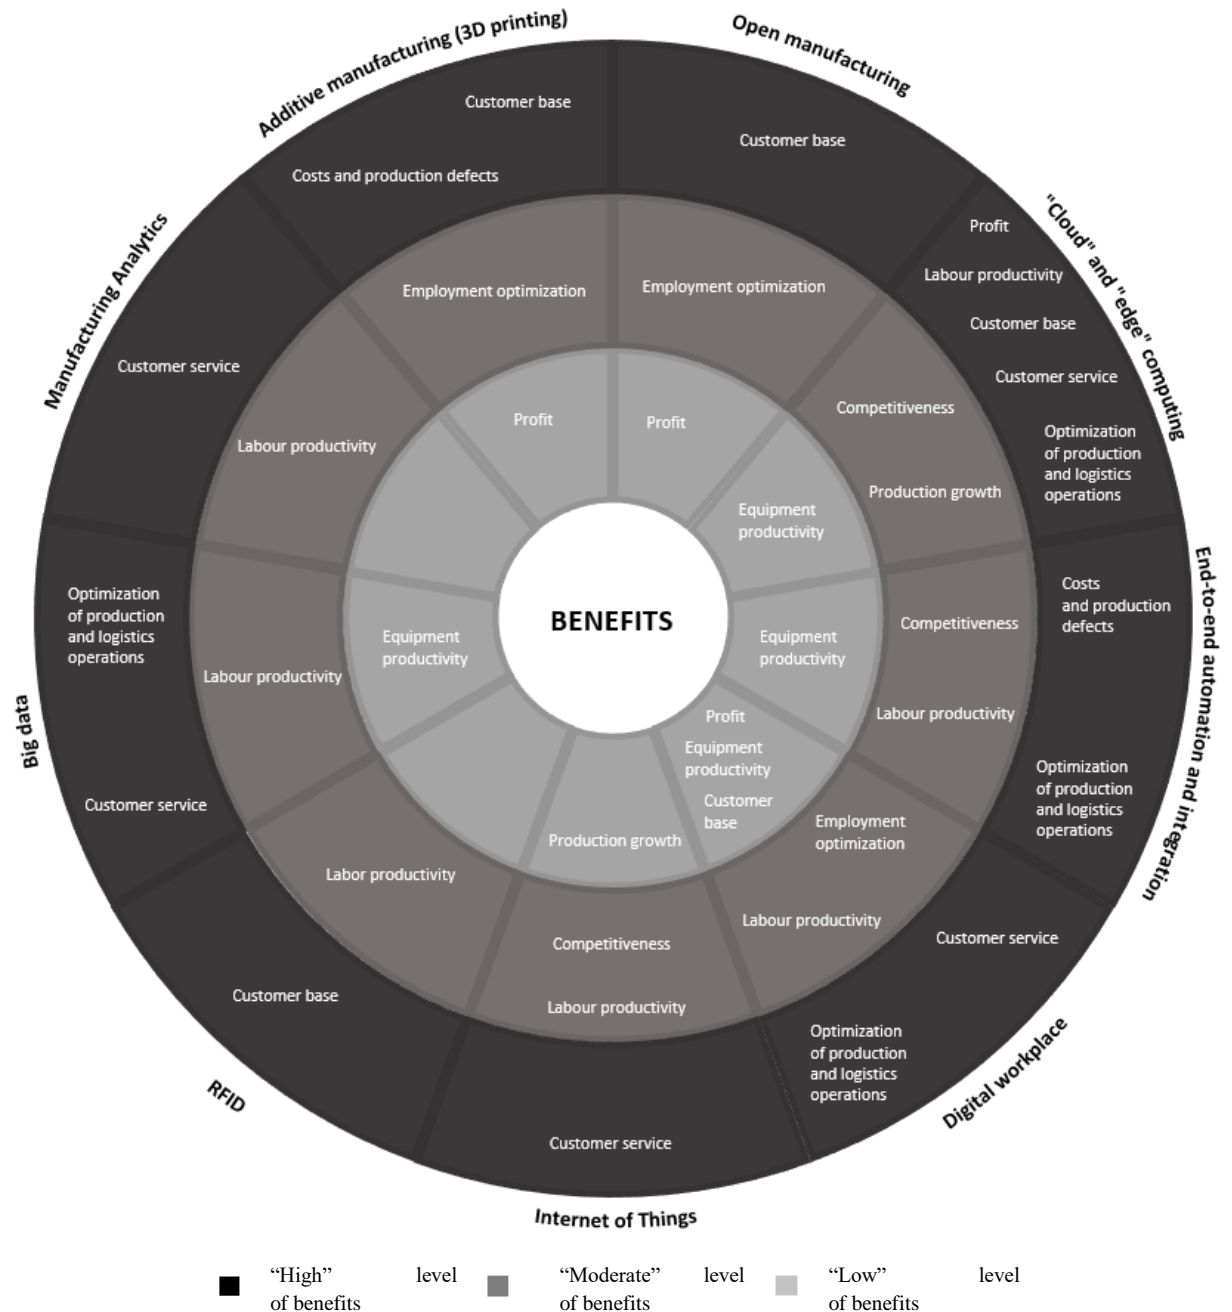 Additive manufacturing (3D printing)
Open manufacturing
"Cloud" and "edge" computing
End-to-end automation and integration
Digital workplace
Internet of Things
RFID
Big data
Manufacturing Analytics
Customer base
Costs and production defects
Employment optimization
Profit
Customer base
Employment optimization
Profit
Profit
Labour productivity
Customer base
Customer service
Optimization
of production
and logistics
operations
Competitiveness
Production growth
Equipment
productivity
Costs
and production
defects
Optimization
of production
and logistics
operations
Competitiveness
Labour productivity
Equipment
productivity
Customer service
Optimization
of production
and logistics
operations
Employment
optimization
Labour productivity
Profit
Equipment
productivity
Customer
base
Production growth
Competitiveness
Labour productivity
Customer service
Labor productivity
Customer base
Optimization
of production
and logistics
operations
Customer service
Labour productivity
Equipment
productivity
Customer service
Labour productivity
BENEFITS
“High” level
of benefits
“Moderate” level
of benefits
“Low” level
of benefits